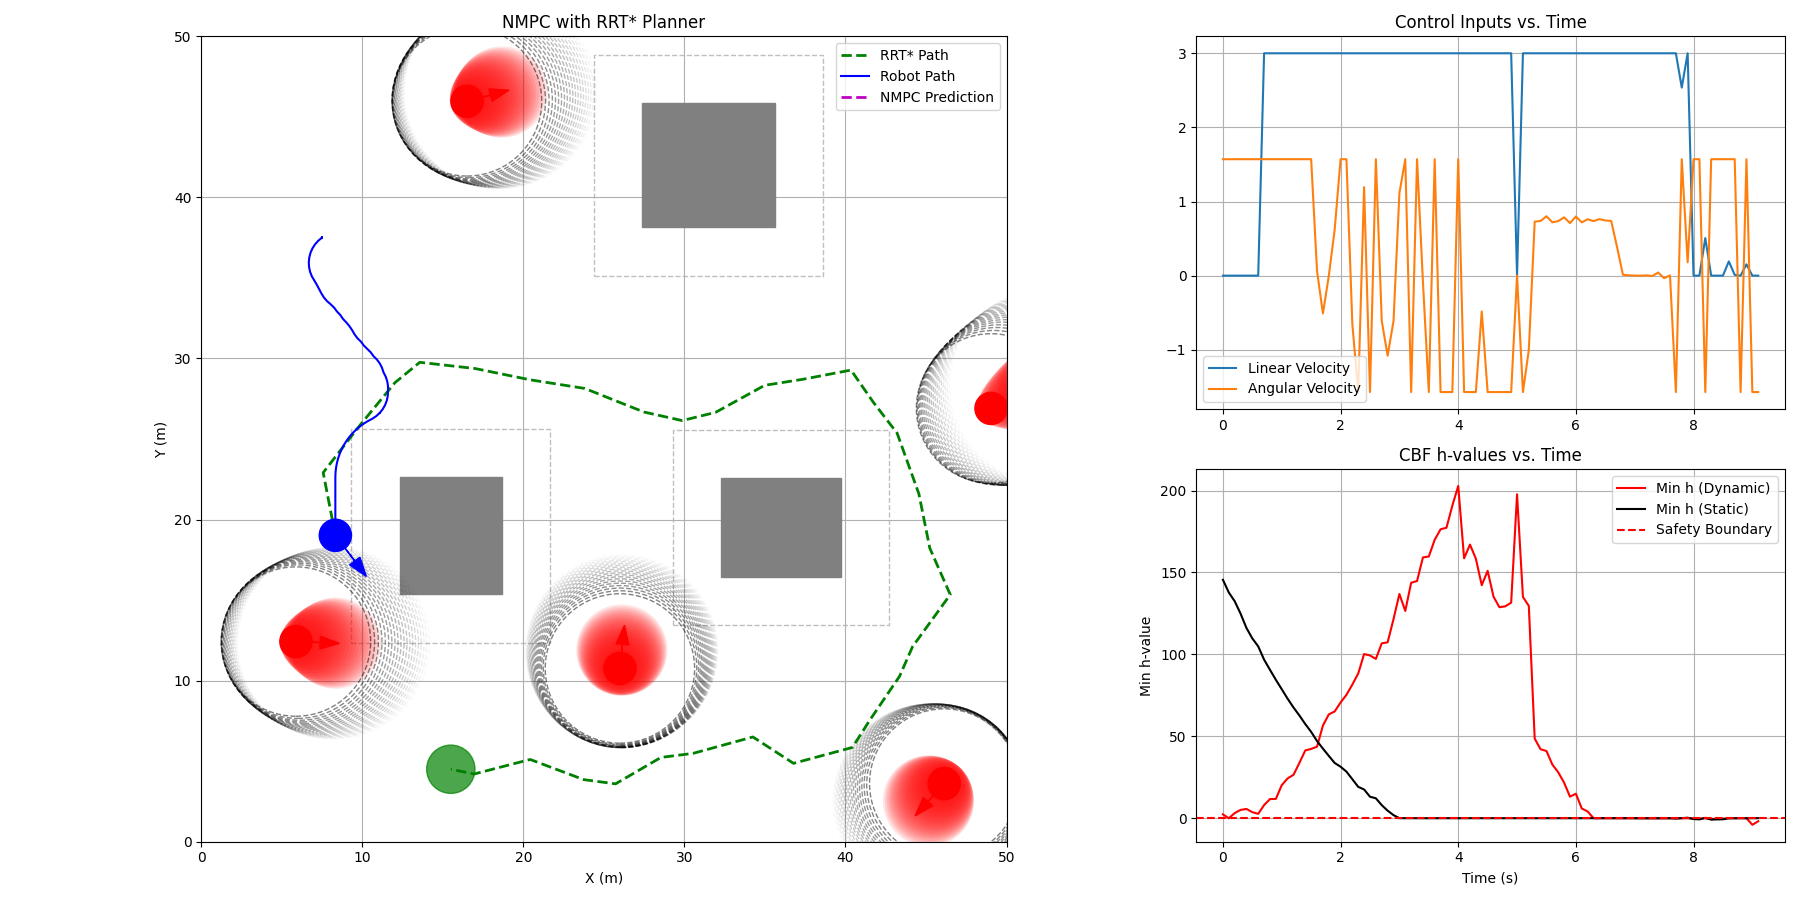 NMPC with RRT* Planner
RRT* Path
Robot Path
NMPC Prediction
50
40
30
20
10
0
Y (m)
0 10 20 30 40 50
X (m)
Control Inputs vs. Time
3
2
1
0
−1
Linear Velocity
Angular Velocity
0 2 4 6 8
CBF h-values vs. Time
Min h (Dynamic)
Min h (Static)
Safety Boundary
200
150
100
50
0
Min h-value
0 2 4 6 8
Time (s)